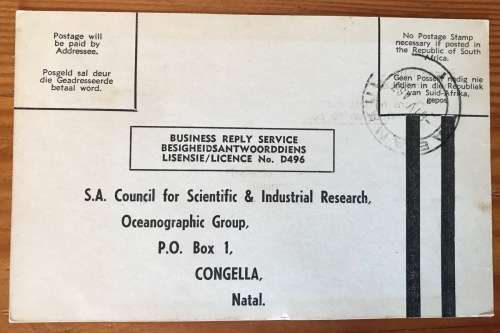 Postage will
be paid by
Addressee.
Posgeld sal deur
die Geadresseerde
betaal word.
No Postage Stamp
necessary if posted in
the Republic of South
Africa.
Geen Posseël nodig nie
indien in die Republiek
van Suid-Afrika,
gepos
BUSINESS REPLY SERVICE
BESIGHEIDSANTWOORDDIENS
LISENSIE/LICENCE No. D496
S.A. Council for Scientific & Industrial Research,
Oceanographic Group,
P.O. Box 1,
CONGELLA,
Natal.